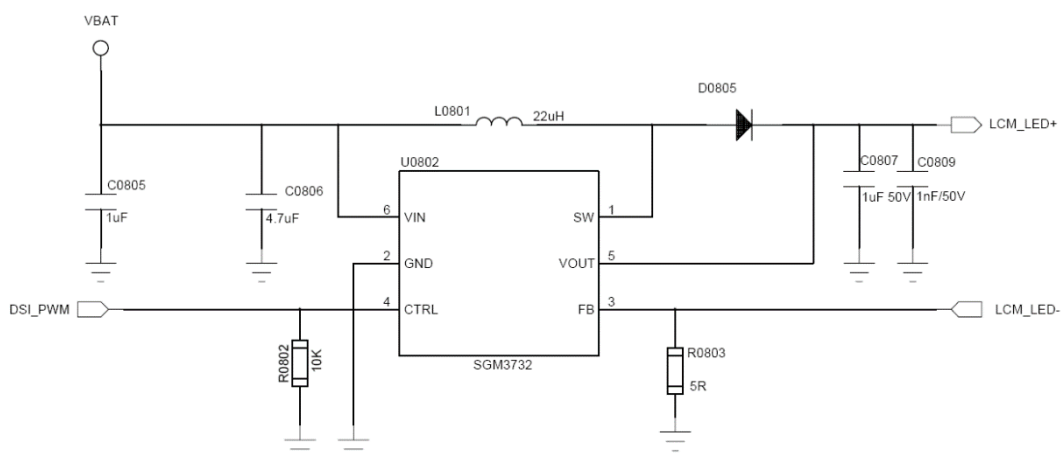 VBAT
D0805
L0801
22uH
LCM_LED+
U0802
C0807
C0809
C0805
C0806
1uF 50V
1nF/50V
1uF
4.7uF
6
VIN
SW
1
2
GND
VOUT
5
DSI_PWM
4
CTRL
FB
3
LCM_LED-
R0802
10K
R0803
5R
SGM3732